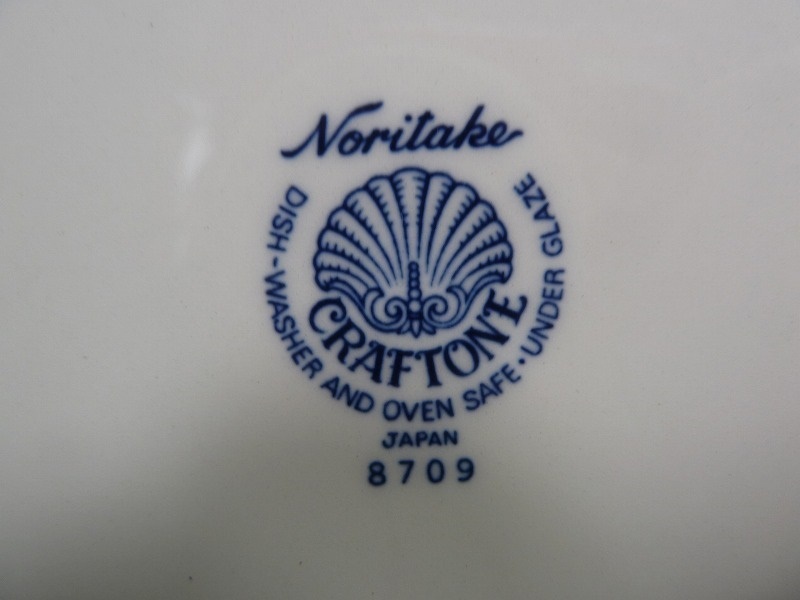 Noritake
CRAFTONE
DISH-WASHER AND OVEN SAFE·UNDER GLAZE
JAPAN
8709